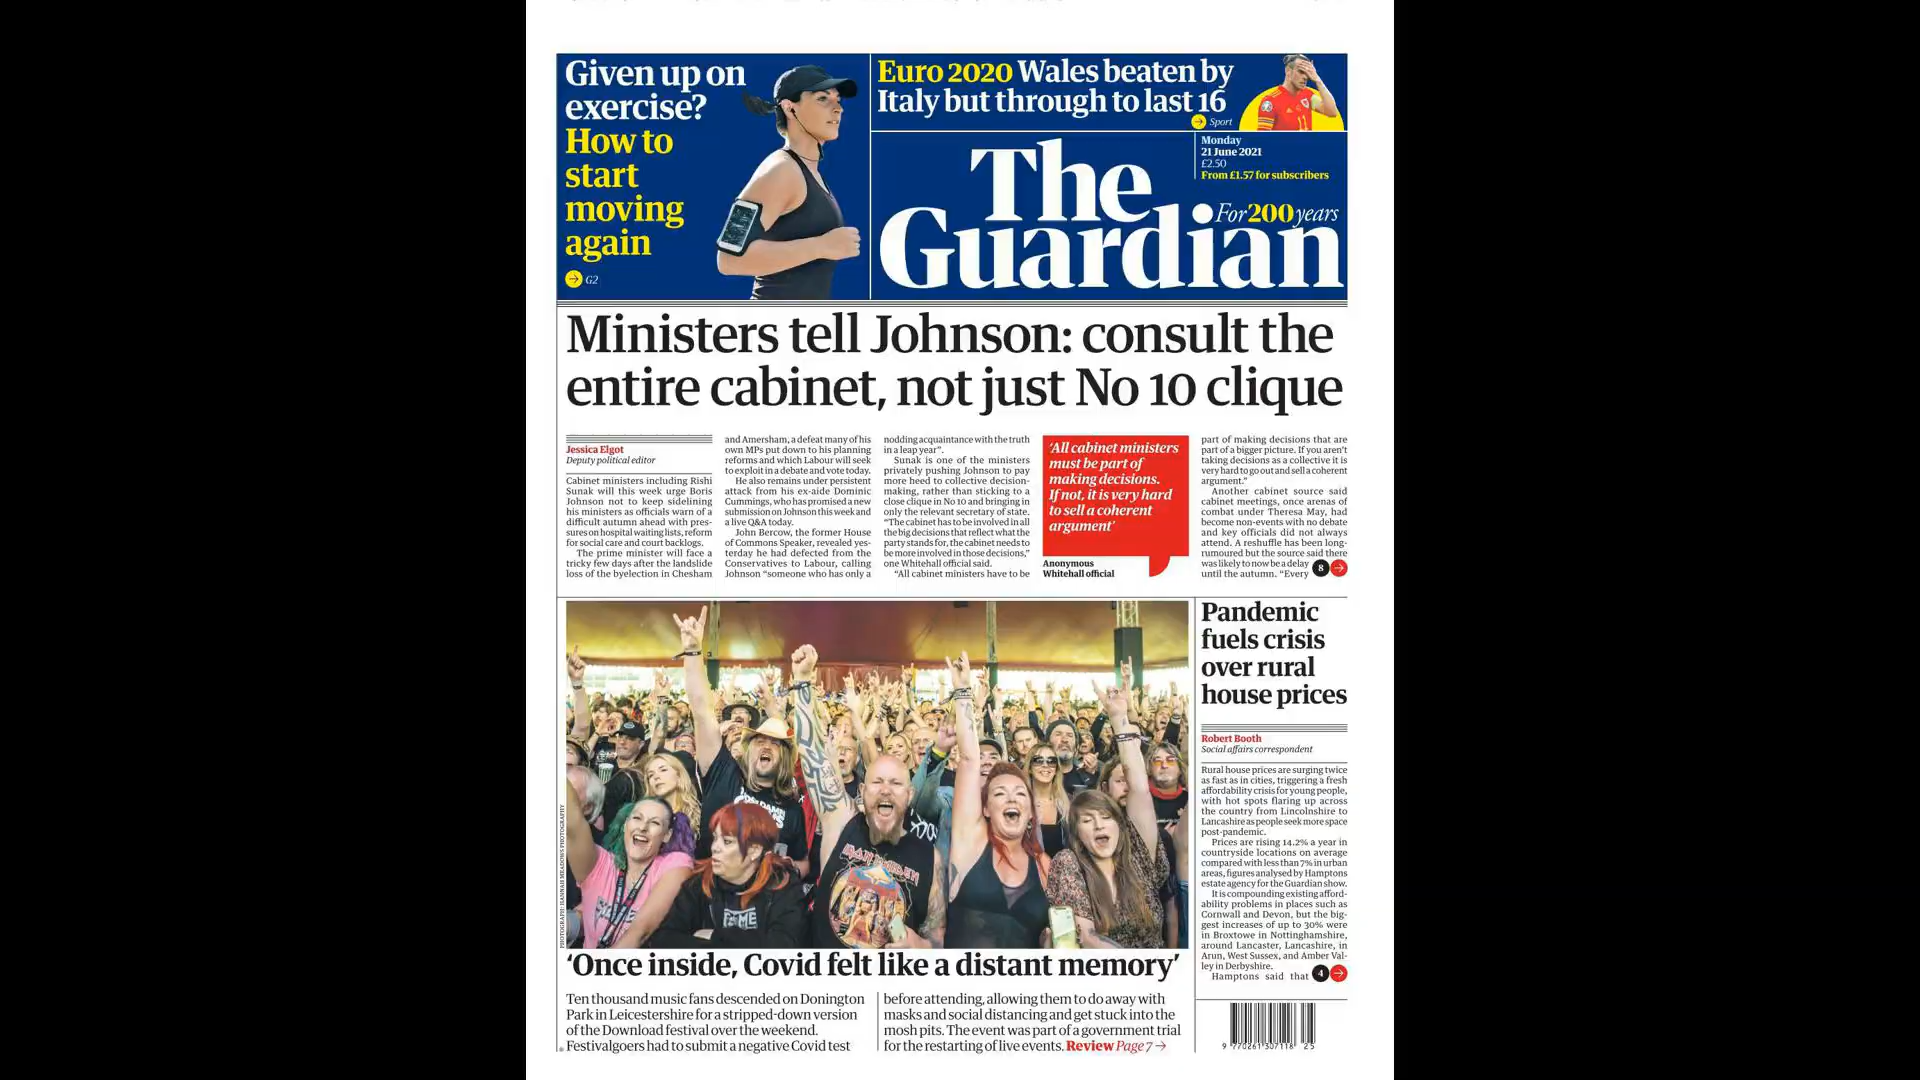 Given up on
exercise?
How to
start
moving
again
G2
Euro 2020 Wales beaten by
Italy but through to last 16
Sport
Monday
21 June 2021
£2.50
From £1.57 for subscribers
The
Guardian
For 200 years
Ministers tell Johnson: consult the
entire cabinet, not just No 10 clique
Jessica Elgot
Deputy political editor
Cabinet ministers including Rishi
Sunak will this week urge Boris
Johnson not to keep sidelining
his ministers as officials warn of a
difficult autumn ahead with pres-
sures on hospital waiting lists, reform
for social care and court backlogs.
The prime minister will face a
tricky few days after the landslide
loss of the byelection in Chesham
and Amersham, a defeat many of his
own MPs put down to his planning
reforms and which Labour will seek
to exploit in a debate and vote today.
He also remains under persistent
attack from his ex-aide Dominic
Cummings, who has promised a new
submission on Johnson this week and
a live Q&A today.
John Bercow, the former House
of Commons Speaker, revealed yes-
terday he had defected from the
Conservatives to Labour, calling
Johnson “someone who has only a
nodding acquaintance with the truth
in a leap year”.
Sunak is one of the ministers
privately pushing Johnson to pay
more heed to collective decision-
making, rather than sticking to a
close clique in No 10 and bringing in
only the relevant secretary of state.
“The cabinet has to be involved in all
the big decisions that reflect what the
party stands for, the cabinet needs to
be more involved in those decisions,”
one Whitehall official said.
“All cabinet ministers have to be
‘All cabinet ministers
must be part of
making decisions.
If not, it is very hard
to sell a coherent
argument’
Anonymous
Whitehall official
part of making decisions that are
part of a bigger picture. If you aren't
taking decisions as a collective it is
very hard to go out and sell a coherent
argument.”
Another cabinet source said
cabinet meetings, once arenas of
combat under Theresa May, had
become non-events with no debate
and key officials did not always
attend. A reshuffle has been long-
rumoured but the source said there
was likely to now be a delay
until the autumn. “Every
8
PHOTOGRAPH: HANNAH MEADOWS PHOTOGRAPHY
IRON MAIDEN
‘Once inside, Covid felt like a distant memory’
Ten thousand music fans descended on Donington
Park in Leicestershire for a stripped-down version
of the Download festival over the weekend.
Festivalgoers had to submit a negative Covid test
before attending, allowing them to do away with
masks and social distancing and get stuck into the
mosh pits. The event was part of a government trial
for the restarting of live events. Review Page 7
Pandemic
fuels crisis
over rural
house prices
Robert Booth
Social affairs correspondent
Rural house prices are surging twice
as fast as in cities, triggering a fresh
affordability crisis for young people,
with hot spots flaring up across
the country from Lincolnshire to
Lancashire as people seek more space
post-pandemic.
Prices are rising 14.2% a year in
countryside locations on average
compared with less than 7% in urban
areas, figures analysed by Hamptons
estate agency for the Guardian show.
It is compounding existing afford-
ability problems in places such as
Cornwall and Devon, but the big-
gest increases of up to 30% were
in Broxtowe in Nottinghamshire,
around Lancaster, Lancashire, in
Arun, West Sussex, and Amber Val-
ley in Derbyshire.
Hamptons said that
4
9 770261 307118 25